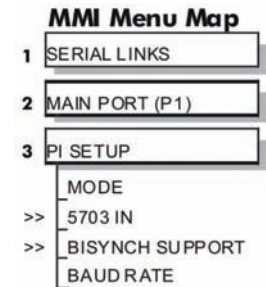 MMI Menu Map
1 SERIAL LINKS
2 MAIN PORT (P1)
3 PI SETUP
MODE
>> 5703 IN
>> BISYNCH SUPPORT
BAUD RATE